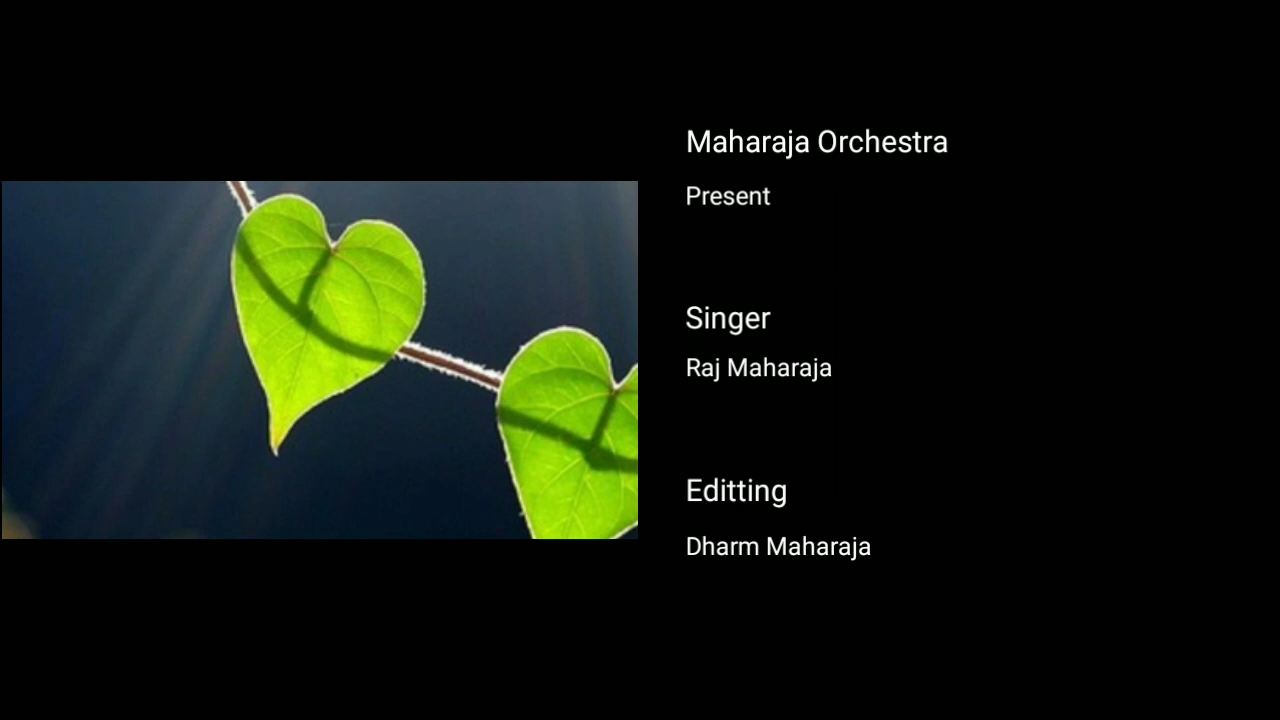 Maharaja Orchestra
Present
Singer
Raj Maharaja
Editting
Dharm Maharaja